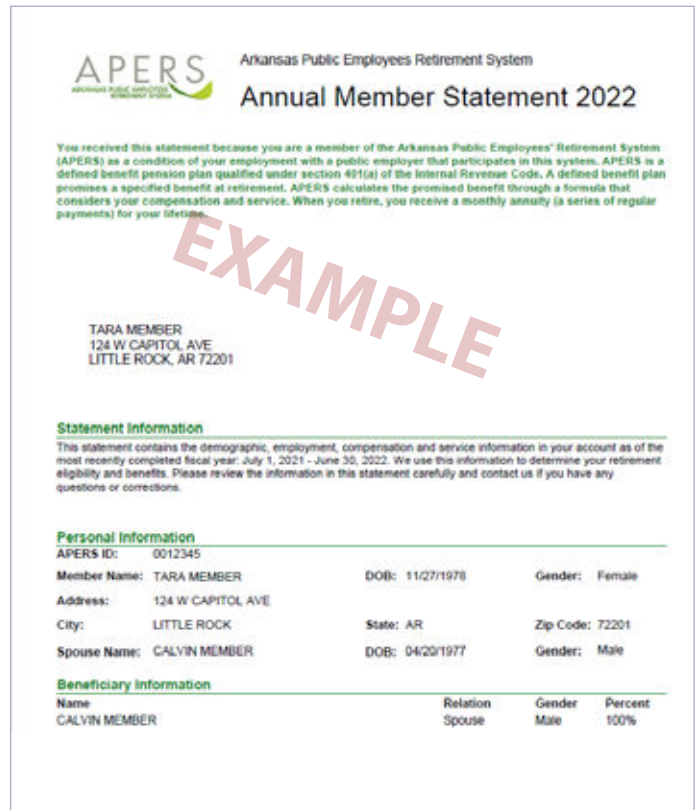 APERS
ARKANSAS PUBLIC EMPLOYEES
RETIREMENT SYSTEM
Arkansas Public Employees Retirement System
Annual Member Statement 2022
You received this statement because you are a member of the Arkansas Public Employees' Retirement System
(APERS) as a condition of your employment with a public employer that participates in this system. APERS is a
defined benefit pension plan qualified under section 401(a) of the Internal Revenue Code. A defined benefit plan
promises a specified benefit at retirement. APERS calculates the promised benefit through a formula that
considers your compensation and service. When you retire, you receive a monthly annuity (a series of regular
payments) for your lifetime.
EXAMPLE
TARA MEMBER
124 W CAPITOL AVE
LITTLE ROCK, AR 72201
Statement Information
This statement contains the demographic, employment, compensation and service information in your account as of the
most recently completed fiscal year: July 1, 2021 - June 30, 2022. We use this information to determine your retirement
eligibility and benefits. Please review the information in this statement carefully and contact us if you have any
questions or corrections.
Personal Information
APERS ID: 0012345
Member Name: TARA MEMBER DOB: 11/27/1978 Gender: Female
Address: 124 W CAPITOL AVE
City: LITTLE ROCK State: AR Zip Code: 72201
Spouse Name: CALVIN MEMBER DOB: 04/20/1977 Gender: Male
Beneficiary Information
Name Relation Gender Percent
CALVIN MEMBER Spouse Male 100%